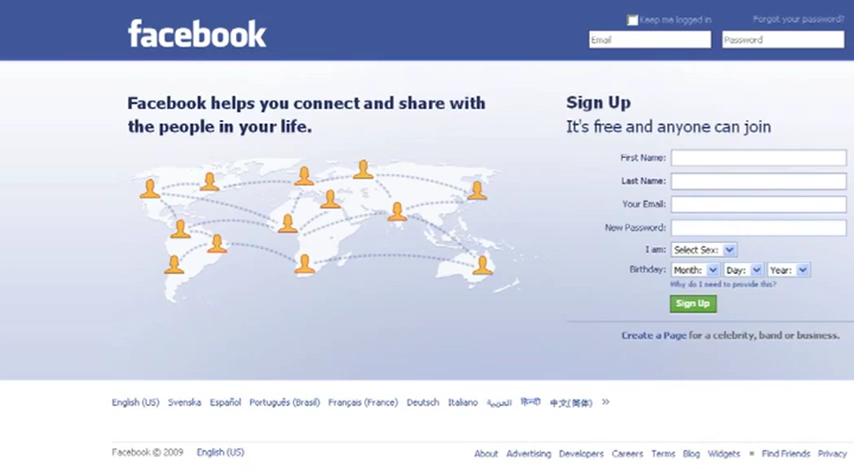 facebook
Keep me logged in
Forgot your password?
Email
Password
Facebook helps you connect and share with
the people in your life.
Sign Up
It's free and anyone can join
First Name:
Last Name:
Your Email:
New Password:
I am: Select Sex:
Birthday: Month: Day: Year:
Why do I need to provide this?
Sign Up
Create a Page for a celebrity, band or business.
English (US) Svenska Español Português (Brasil) Français (France) Deutsch Italiano العربية हिन्दी 中文(简体) »
Facebook © 2009 English (US)
About Advertising Developers Careers Terms Blog Widgets Find Friends Privacy